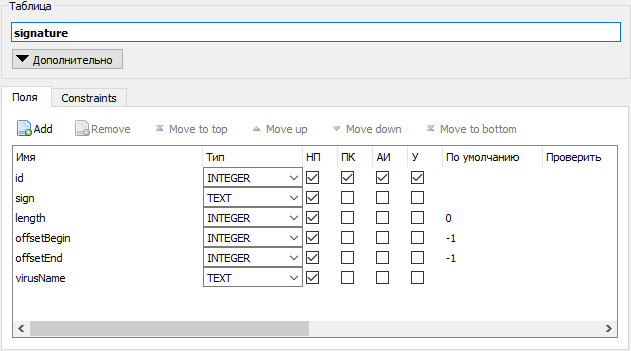 Таблица
signature
Дополнительно
Поля Constraints
Add Remove Move to top Move up Move down Move to bottom
Имя Тип НП ПК АИ У По умолчанию Проверить
id INTEGER
sign TEXT
length INTEGER 0
offsetBegin INTEGER -1
offsetEnd INTEGER -1
virusName TEXT